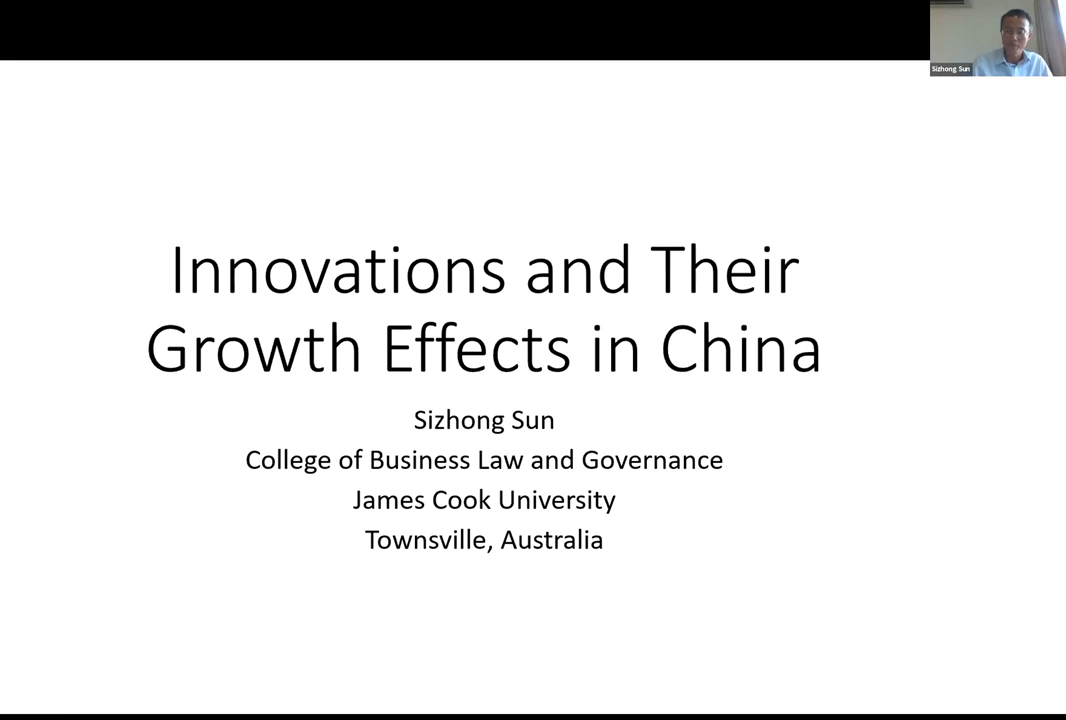 Sizhong Sun
Innovations and Their
Growth Effects in China
Sizhong Sun
College of Business Law and Governance
James Cook University
Townsville, Australia